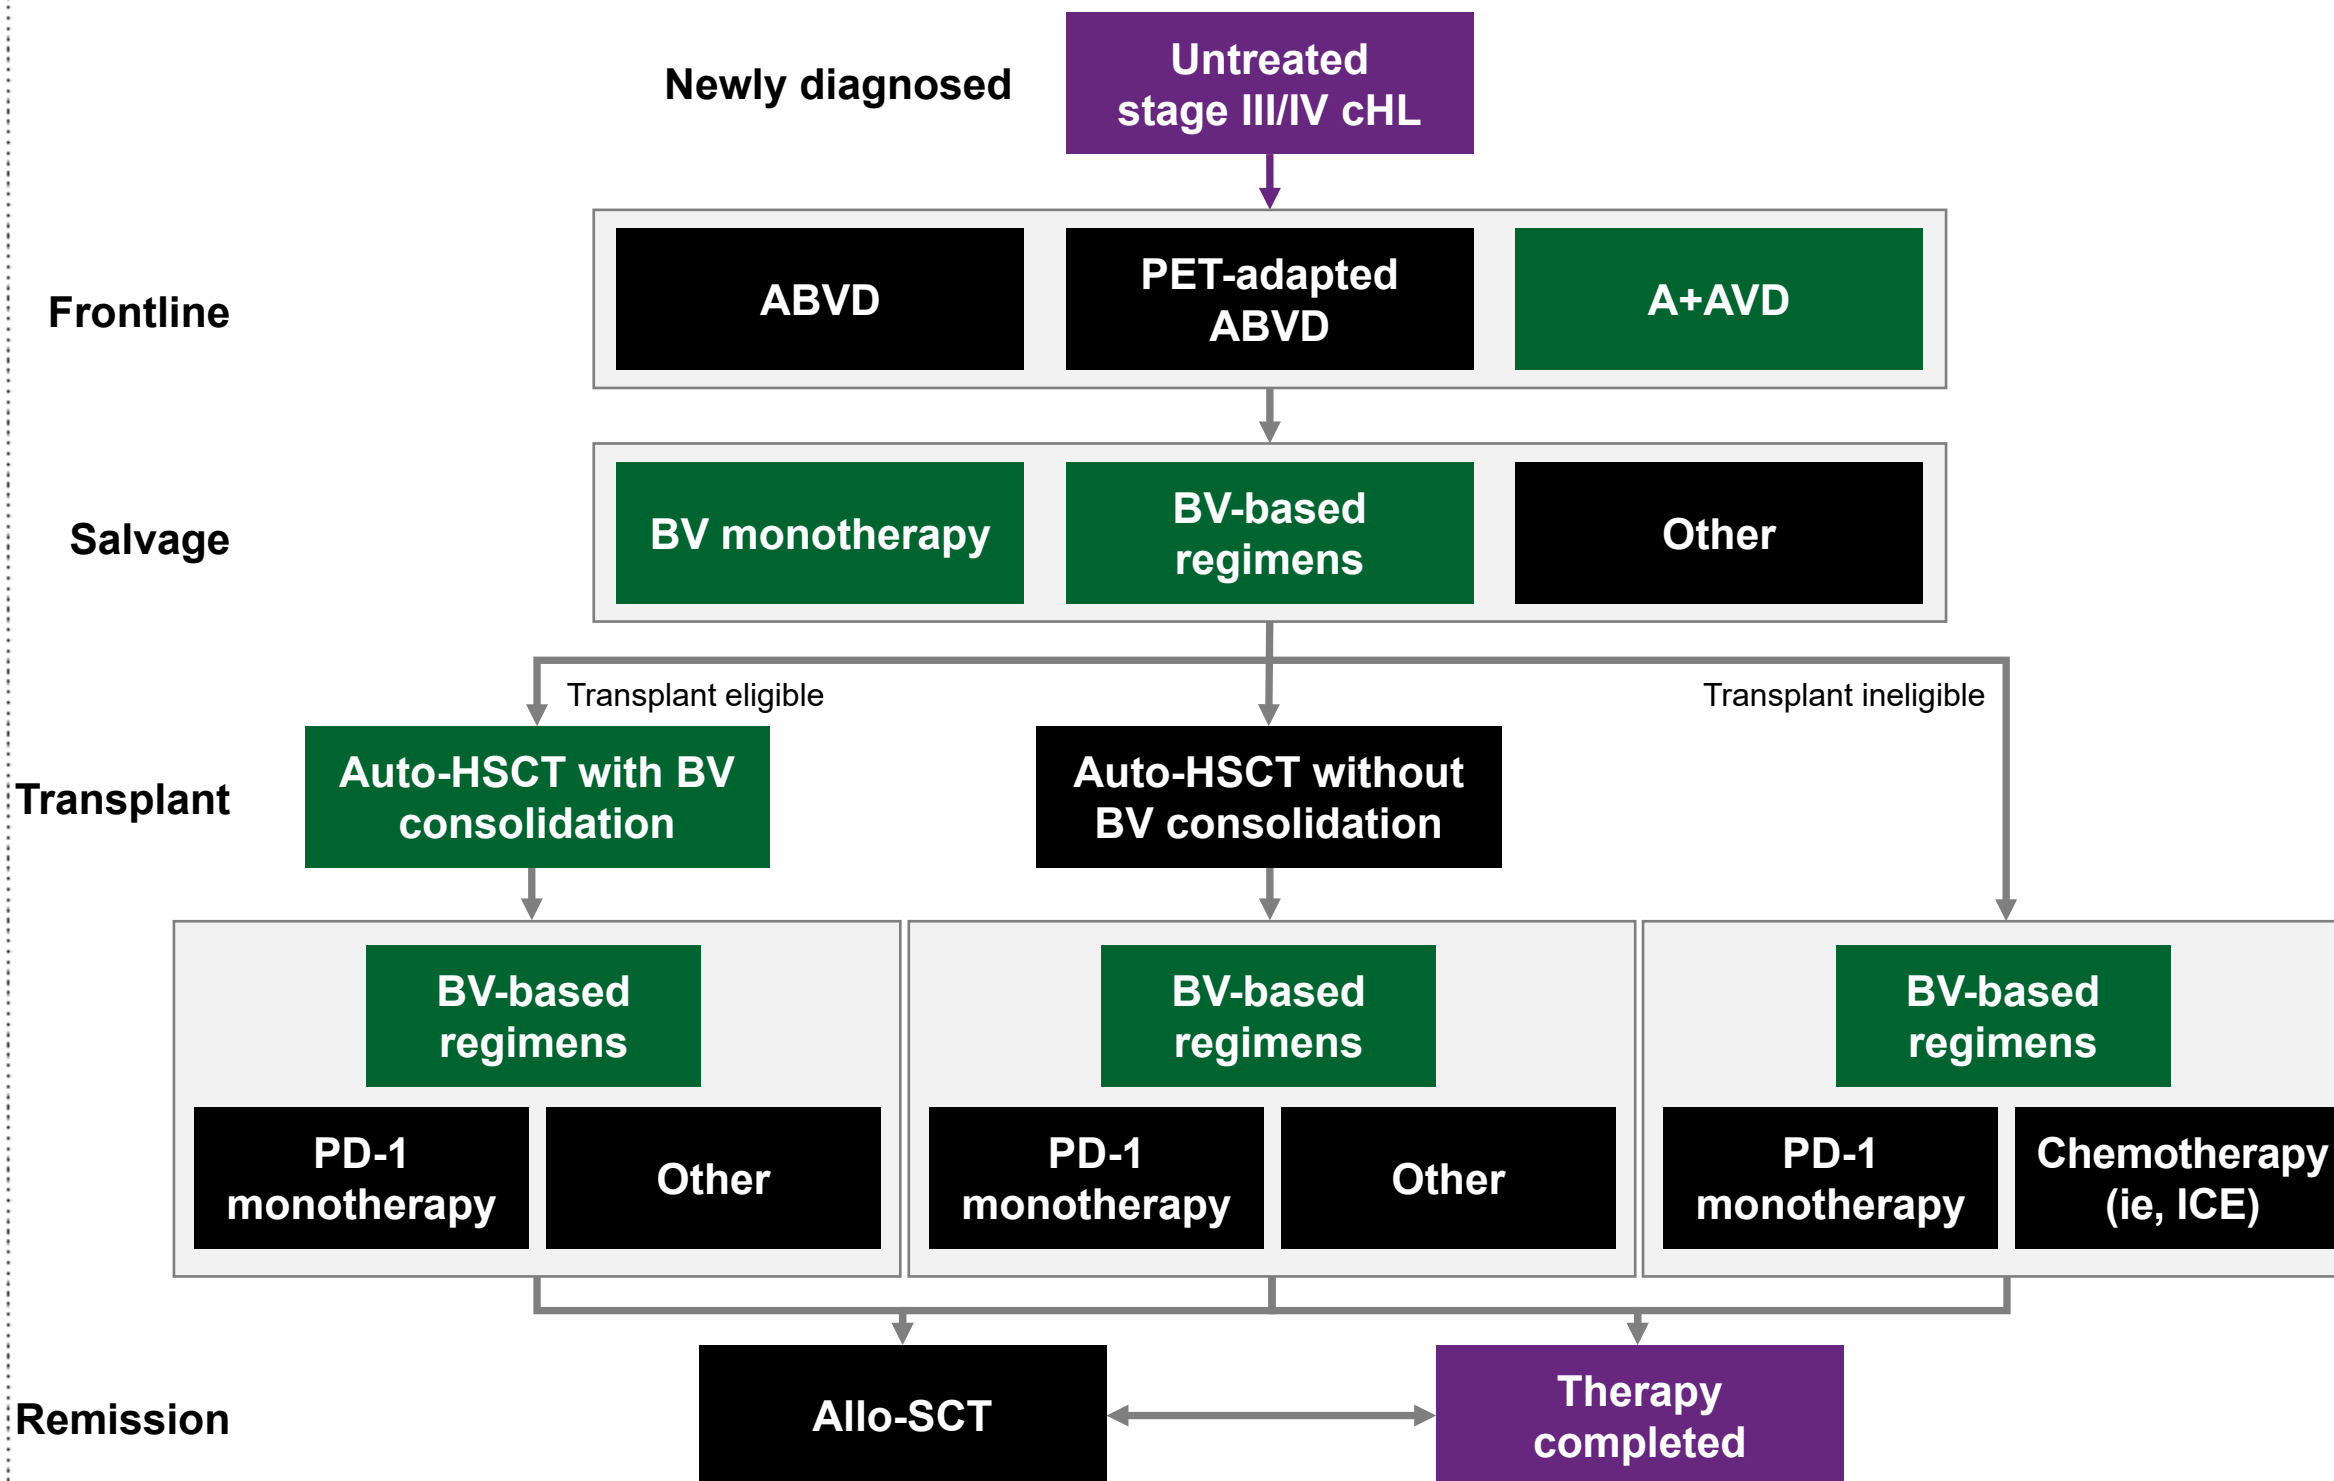 Newly diagnosed
Untreated
stage III/IV cHL
Frontline
ABVD
PET-adapted
ABVD
A+AVD
Salvage
BV monotherapy
BV-based
regimens
Other
Transplant eligible
Transplant ineligible
Transplant
Auto-HSCT with BV
consolidation
Auto-HSCT without
BV consolidation
BV-based
regimens
PD-1
monotherapy
Other
BV-based
regimens
PD-1
monotherapy
Other
BV-based
regimens
PD-1
monotherapy
Chemotherapy
(ie, ICE)
Remission
Allo-SCT
Therapy
completed